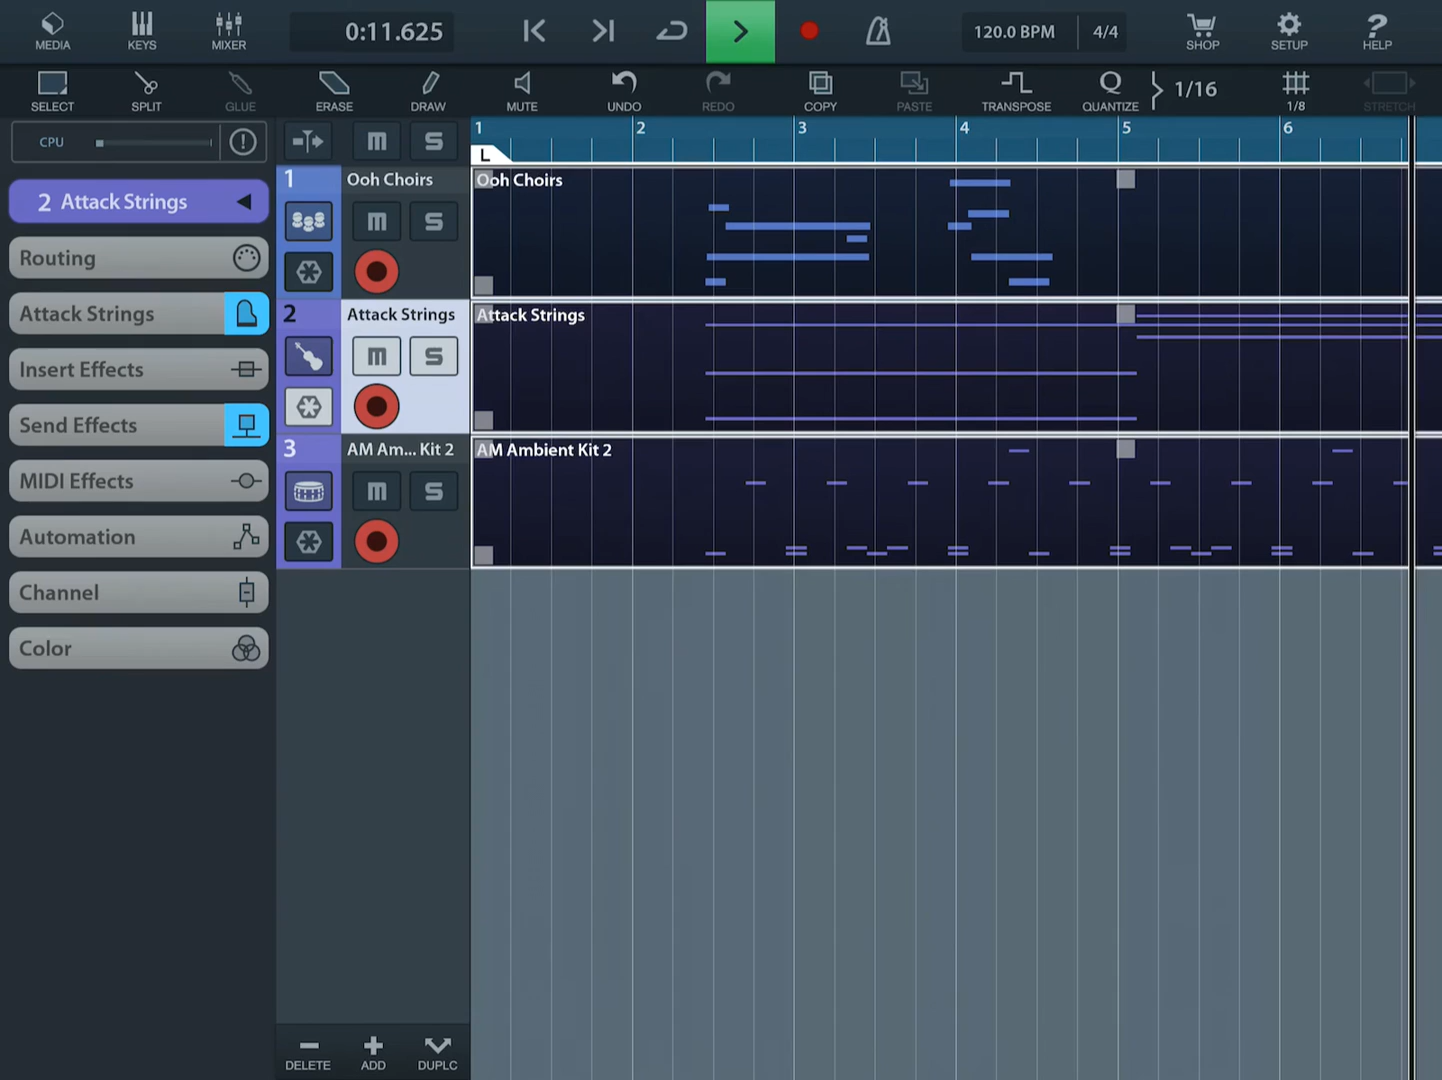 MEDIA
KEYS
MIXER
0:11.625
120.0 BPM
4/4
SHOP
SETUP
?
HELP
SELECT
SPLIT
GLUE
ERASE
DRAW
MUTE
UNDO
REDO
COPY
PASTE
TRANSPOSE
Q
QUANTIZE
1/16
1/8
STRETCH
CPU
M
S
1
2
3
4
5
6
L
2 Attack Strings
Routing
Attack Strings
Insert Effects
Send Effects
MIDI Effects
Automation
Channel
Color
1
Ooh Choirs
M
S
Ooh Choirs
2
Attack Strings
M
S
Attack Strings
3
AM Am... Kit 2
M
S
AM Ambient Kit 2
DELETE
ADD
DUPLC